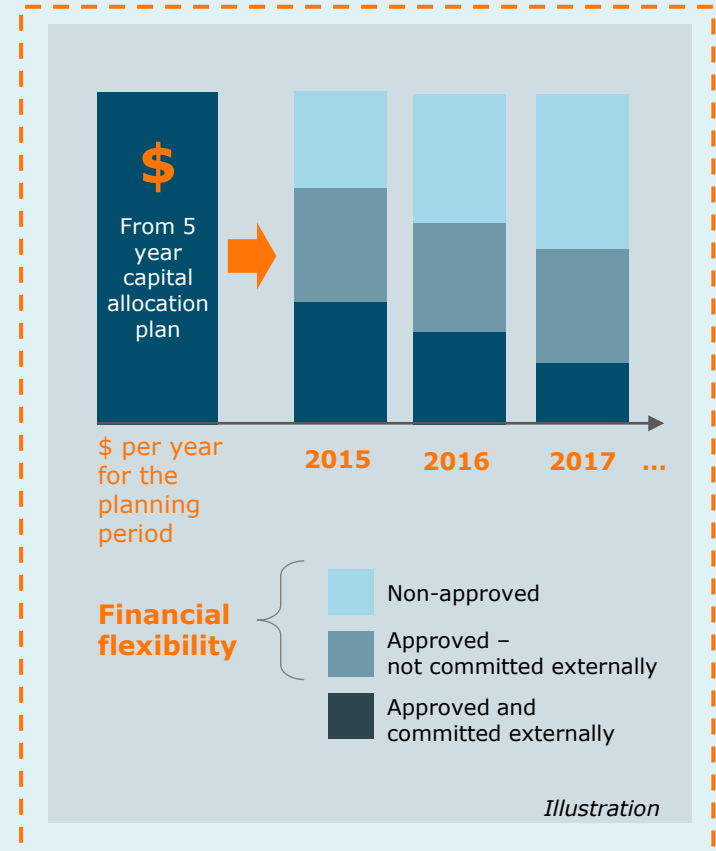 $
From 5
year
capital
allocation
plan
$ per year
for the
planning
period
2015
2016
2017
...
Financial
flexibility
Non-approved
Approved –
not committed externally
Approved and
committed externally
Illustration